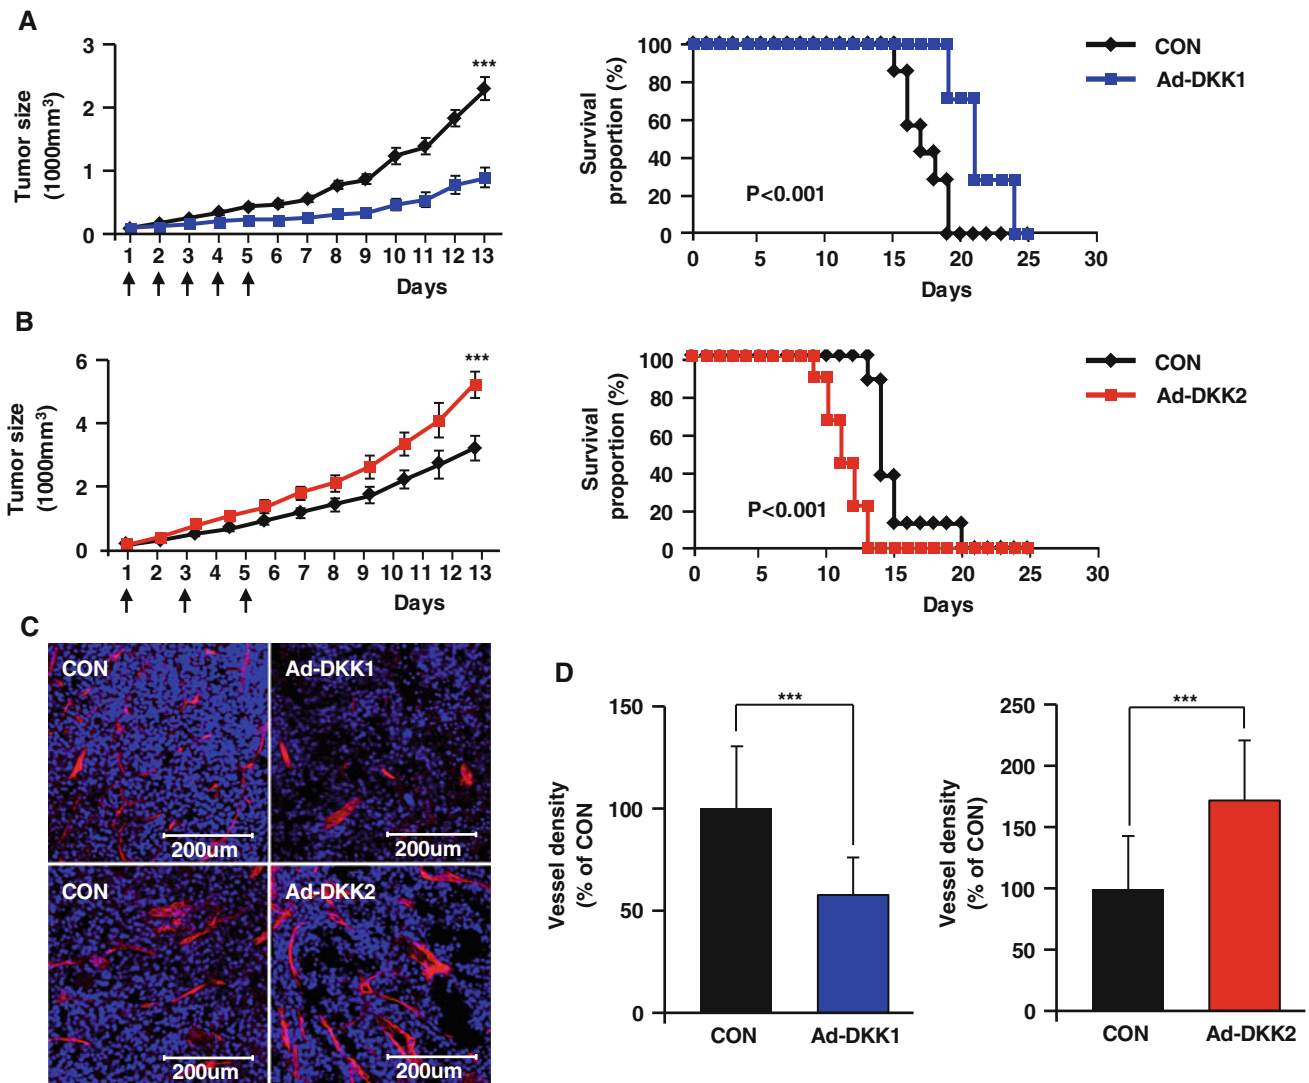 A
Tumor size
(1000mm³)
3
2
1
0
***
1 2 3 4 5 6 7 8 9 10 11 12 13
Days
Survival
proportion (%)
100
80
60
40
20
0
P<0.001
0 5 10 15 20 25 30
Days
CON
Ad-DKK1
B
Tumor size
(1000mm³)
6
4
2
0
***
1 2 3 4 5 6 7 8 9 10 11 12 13
Days
Survival
proportion (%)
100
80
60
40
20
0
P<0.001
0 5 10 15 20 25 30
Days
CON
Ad-DKK2
C
CON
200um
Ad-DKK1
200um
CON
200um
Ad-DKK2
200um
D
Vessel density
(% of CON)
150
100
50
0
***
CON Ad-DKK1
Vessel density
(% of CON)
250
200
150
100
50
0
***
CON Ad-DKK2